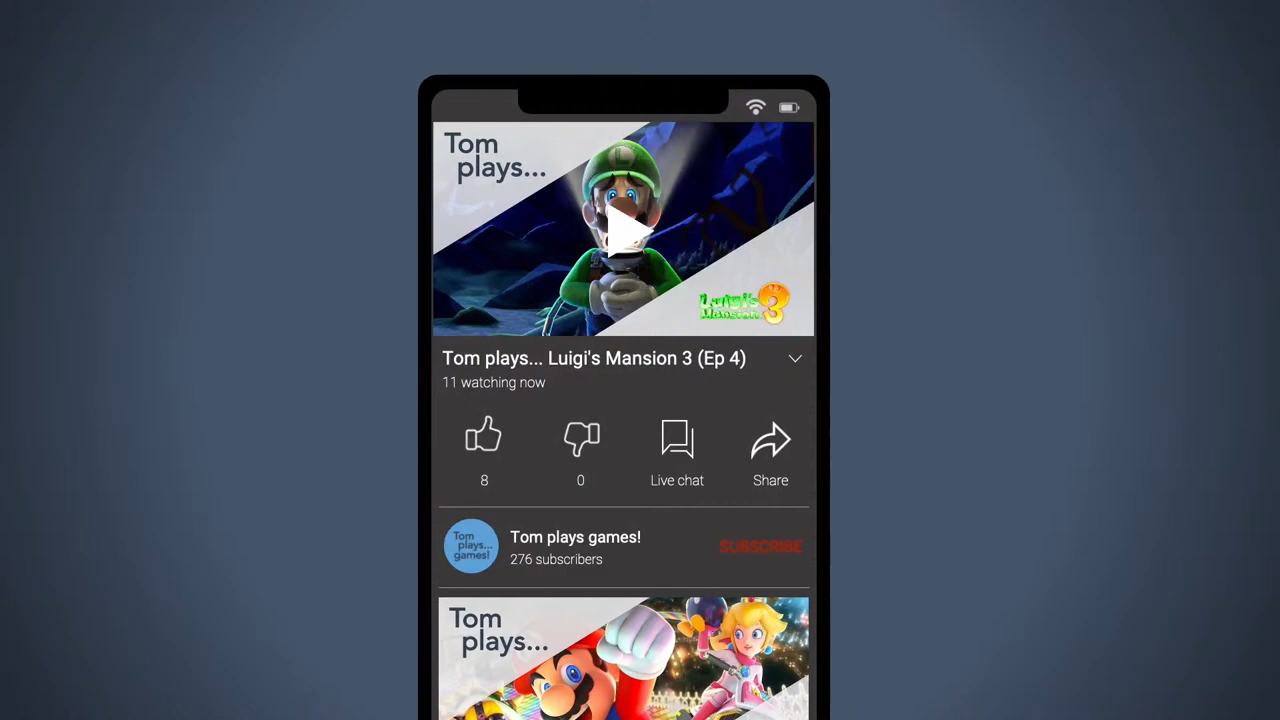 Tom
plays...
L
Luigi's
Mansion 3
Tom plays... Luigi's Mansion 3 (Ep 4)
11 watching now
8
0
Live chat
Share
Tom
plays...
games!
Tom plays games!
276 subscribers
SUBSCRIBE
Tom
plays...